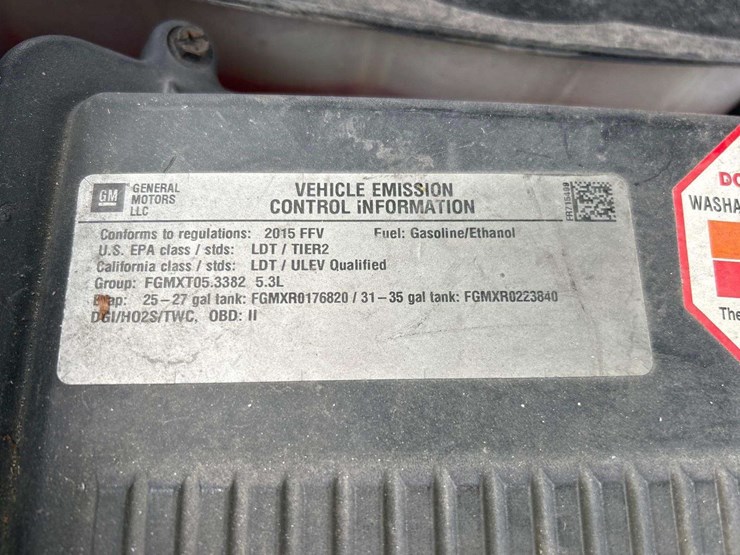 GM
GENERAL
MOTORS
LLC
VEHICLE EMISSION
CONTROL INFORMATION
Conforms to regulations: 2015 FFV Fuel: Gasoline/Ethanol
U.S. EPA class / stds: LDT / TIER2
California class / stds: LDT / ULEV Qualified
Group: FGMXT05.3382 5.3L
Evap: 25-27 gal tank: FGMXR0176820 / 31-35 gal tank: FGMXR0223840
DGI/HO2S/TWC, OBD: II
DO
WASHA
The